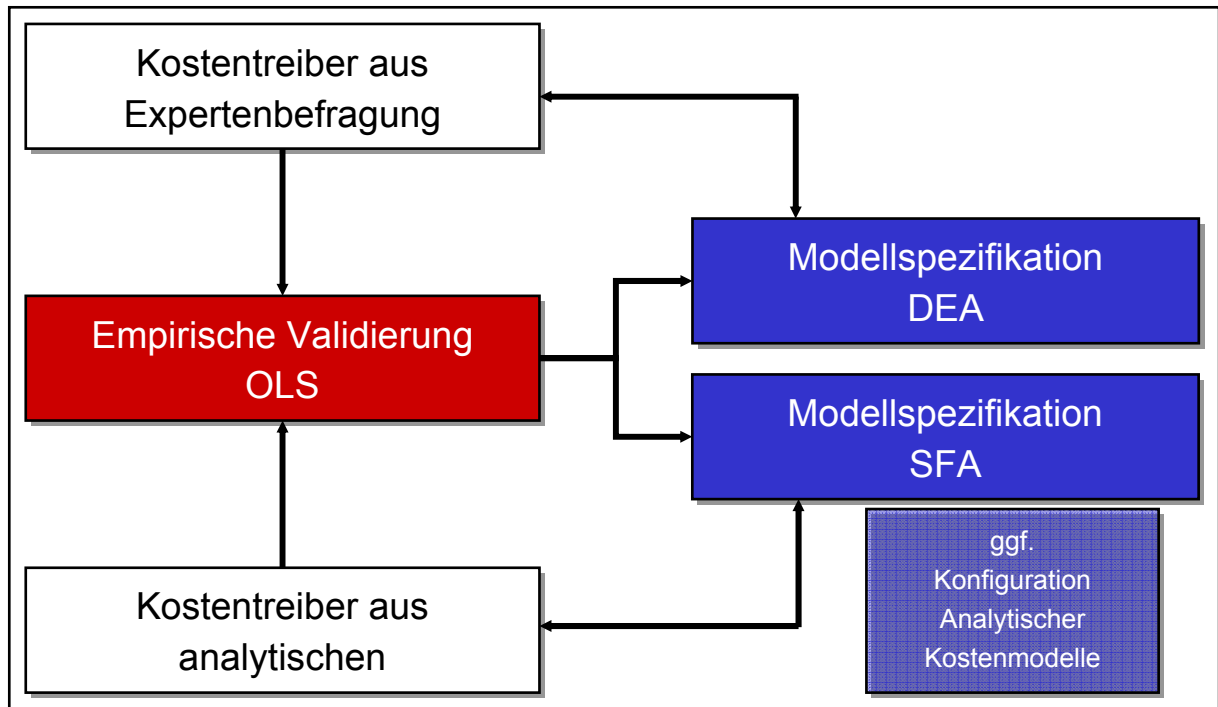 Kostentreiber aus
Expertenbefragung
Empirische Validierung
OLS
Kostentreiber aus
analytischen
Modellspezifikation
DEA
Modellspezifikation
SFA
ggf.
Konfiguration
Analytischer
Kostenmodelle